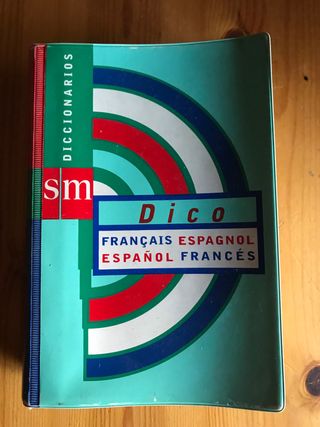 DICCIONARIOS
sm
Dico
FRANÇAIS ESPAGNOL
ESPAÑOL FRANCÉS